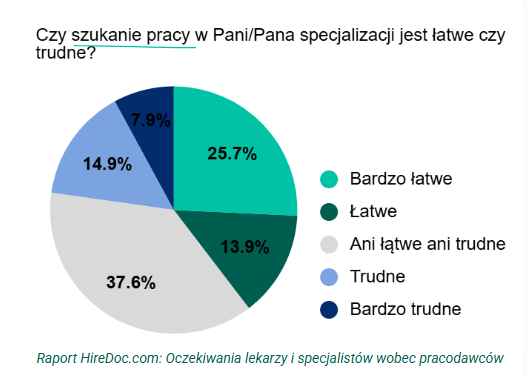 Czy szukanie pracy w Pani/Pana specjalizacji jest łatwe czy
trudne?
7.9%
25.7%
14.9%
13.9%
37.6%
Bardzo łatwe
Łatwe
Ani łątwe ani trudne
Trudne
Bardzo trudne
Raport HireDoc.com: Oczekiwania lekarzy i specjalistów wobec pracodawców